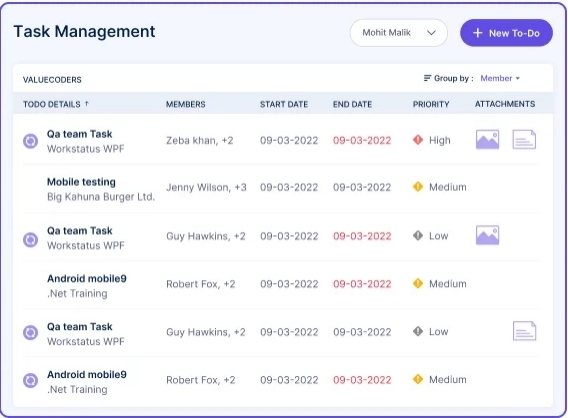 Task Management
Mohit Malik
+ New To-Do
VALUECODERS
Group by : Member
TODO DETAILS ↑ MEMBERS START DATE END DATE PRIORITY ATTACHMENTS
Qa team Task
Workstatus WPF
Zeba khan, +2 09-03-2022 09-03-2022 High
Mobile testing
Big Kahuna Burger Ltd.
Jenny Wilson, +3 09-03-2022 09-03-2022 Medium
Qa team Task
Workstatus WPF
Guy Hawkins, +2 09-03-2022 09-03-2022 Low
Android mobile9
.Net Training
Robert Fox, +2 09-03-2022 09-03-2022 Medium
Qa team Task
Workstatus WPF
Guy Hawkins, +2 09-03-2022 09-03-2022 Low
Android mobile9
.Net Training
Robert Fox, +2 09-03-2022 09-03-2022 Medium